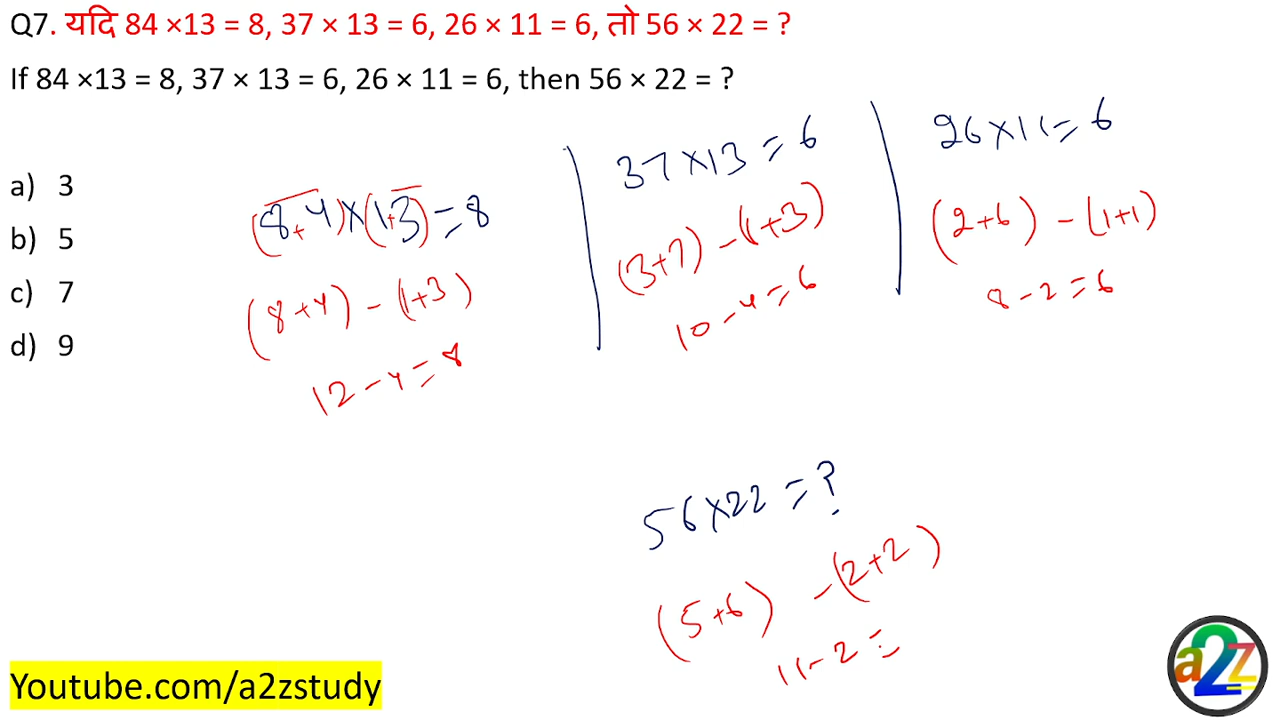 Q7. यदि 84 ×13 = 8, 37 × 13 = 6, 26 × 11 = 6, तो 56 × 22 = ?
If 84 ×13 = 8, 37 × 13 = 6, 26 × 11 = 6, then 56 × 22 = ?
a) 3
b) 5
c) 7
d) 9
(8+4)×(1+3)=8
(8+4)-(1+3)
12-4=8
37×13=6
(3+7)-(1+3)
10-4=6
26×11=6
(2+6)-(1+1)
8-2=6
56×22=?
(5+6) -(2+2)
11-2=
Youtube.com/a2zstudy
a2z